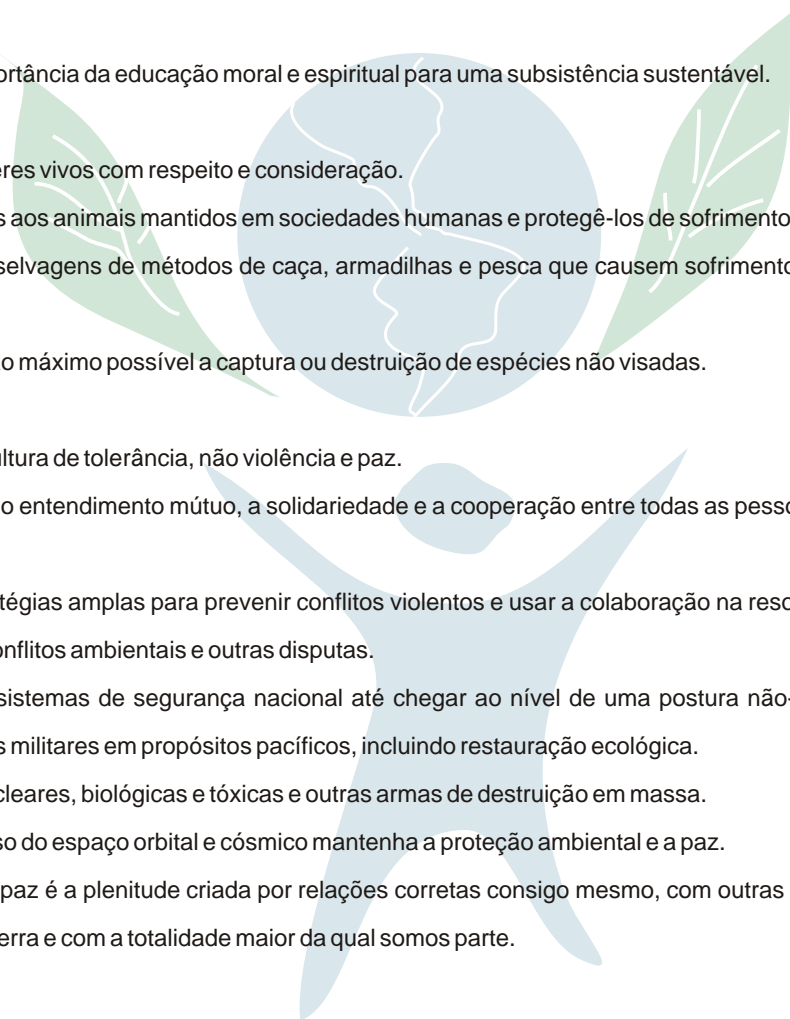 ortância da educação moral e espiritual para uma subsistência sustentável.
eres vivos com respeito e consideração.
s aos animais mantidos em sociedades humanas e protegê-los de sofrimento
selvagens de métodos de caça, armadilhas e pesca que causem sofrimento
o máximo possível a captura ou destruição de espécies não visadas.
ultura de tolerância, não violência e paz.
o entendimento mútuo, a solidariedade e a cooperação entre todas as pesso
tégias amplas para prevenir conflitos violentos e usar a colaboração na reso
onflitos ambientais e outras disputas.
sistemas de segurança nacional até chegar ao nível de uma postura não-
s militares em propósitos pacíficos, incluindo restauração ecológica.
cleares, biológicas e tóxicas e outras armas de destruição em massa.
so do espaço orbital e cósmico mantenha a proteção ambiental e a paz.
paz é a plenitude criada por relações corretas consigo mesmo, com outras
erra e com a totalidade maior da qual somos parte.